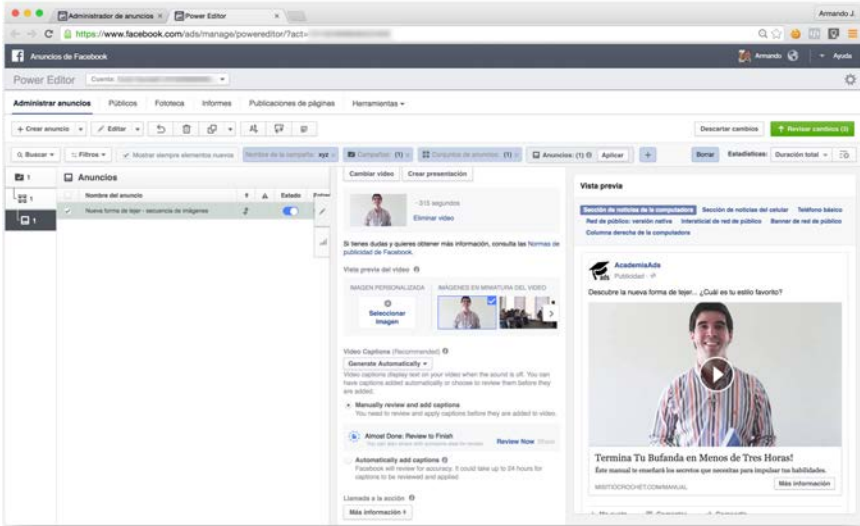 Administrador de anuncios
Power Editor
Armando J.
https://www.facebook.com/ads/manage/powereditor/?act=
Anuncios de Facebook
Armando
Ayuda
Power Editor
Cuenta:
Administrar anuncios
Públicos
Fototeca
Informes
Publicaciones de páginas
Herramientas
+ Crear anuncio
Editar
Descartar cambios
Revisar cambios (3)
Buscar
Filtros
Mostrar siempre elementos nuevos
Nombre de la campaña: xyz
Campañas: (1)
Conjuntos de anuncios: (1)
Anuncios: (1)
Aplicar
+
Borrar
Estadísticas: Duración total
1
1
1
Anuncios
Nombre del anuncio
Estado
Nueva forma de tejer - secuencia de imágenes
Cambiar video
Crear presentación
315 segundos
Eliminar video
Si tienes dudas y quieres obtener más información, consulta las Normas de
publicidad de Facebook.
Vista previa del video
IMAGEN PERSONALIZADA
IMÁGENES EN MINIATURA DEL VIDEO
Seleccionar
imagen
Video Captions (Recommended)
Generate Automatically
Video captions display text on your video when the sound is off. You can
have captions added automatically or choose to review them before they
are added.
Manually review and add captions
You need to review and apply captions before they are added to video.
Almost Done: Review to Finish
Review Now
Automatically add captions
Facebook will review for accuracy. It could take up to 24 hours for
captions to be reviewed and applied
Llamada a la acción
Más información
Vista previa
Sección de noticias de la computadora
Sección de noticias del celular
Teléfono básico
Red de público: versión nativa
Intersticial de red de público
Banner de red de público
Columna derecha de la computadora
ads
AcademiaAds
Publicidad
Descubre la nueva forma de tejer... ¿Cuál es tu estilo favorito?
Termina Tu Bufanda en Menos de Tres Horas!
Este manual te enseñará los secretos que necesitas para impulsar tus habilidades.
MISITIOCROCHET.COM/MANUAL
Más información